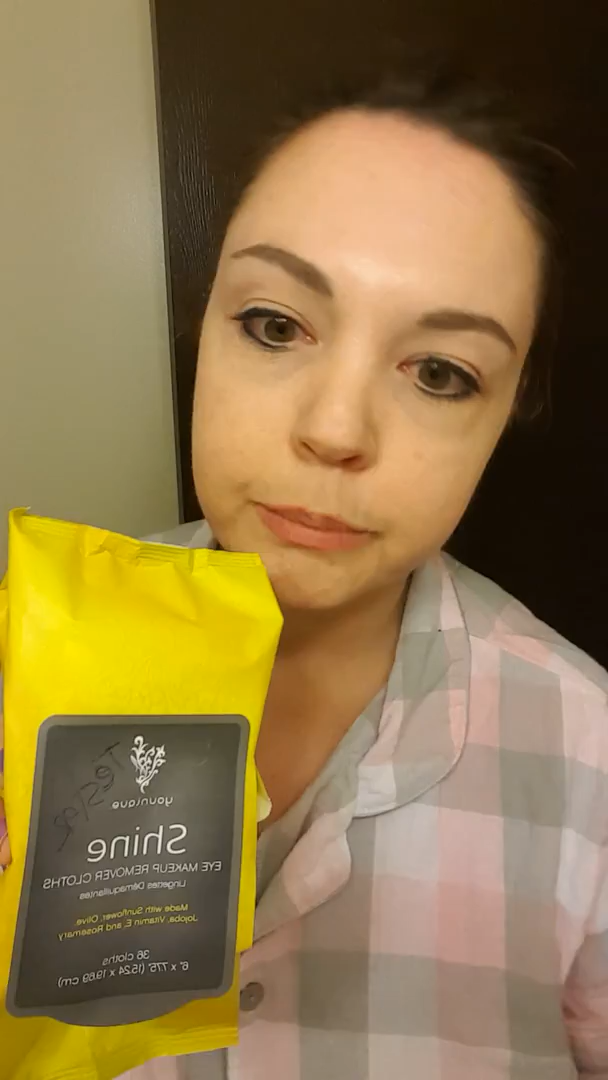 younique
Tester
Shine
EYE MAKEUP REMOVER CLOTHS
Lingettes Démaquillantes
Made with Sunflower, Olive,
Jojoba, Vitamin E, and Rosemary
36 cloths
6" x 7.75" (15.24 x 19.69 cm)